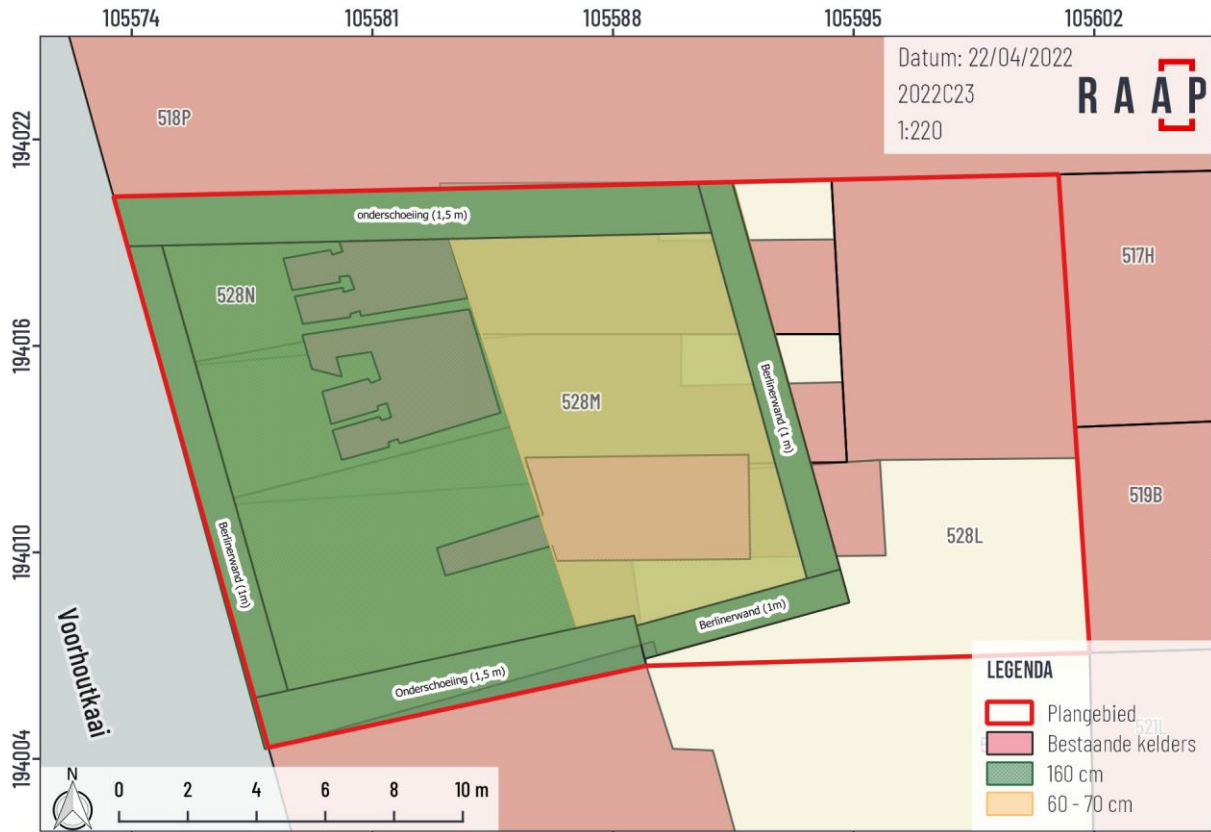 105574
105581
105588
105595
105602
Datum: 22/04/2022
2022C23
1:220
RAAP
194022
518P
onderschoeiing (1,5 m)
517H
528N
194016
Berlinerwand (1 m)
528M
519B
528L
194010
Berlinerwand (1m)
Berlinerwand (1m)
Voorhoutkaai
Onderschoeiing (1,5 m)
194004
LEGENDA
Plangebied
Bestaande kelders
521L
160 cm
60 - 70 cm
N
0 2 4 6 8 10 m